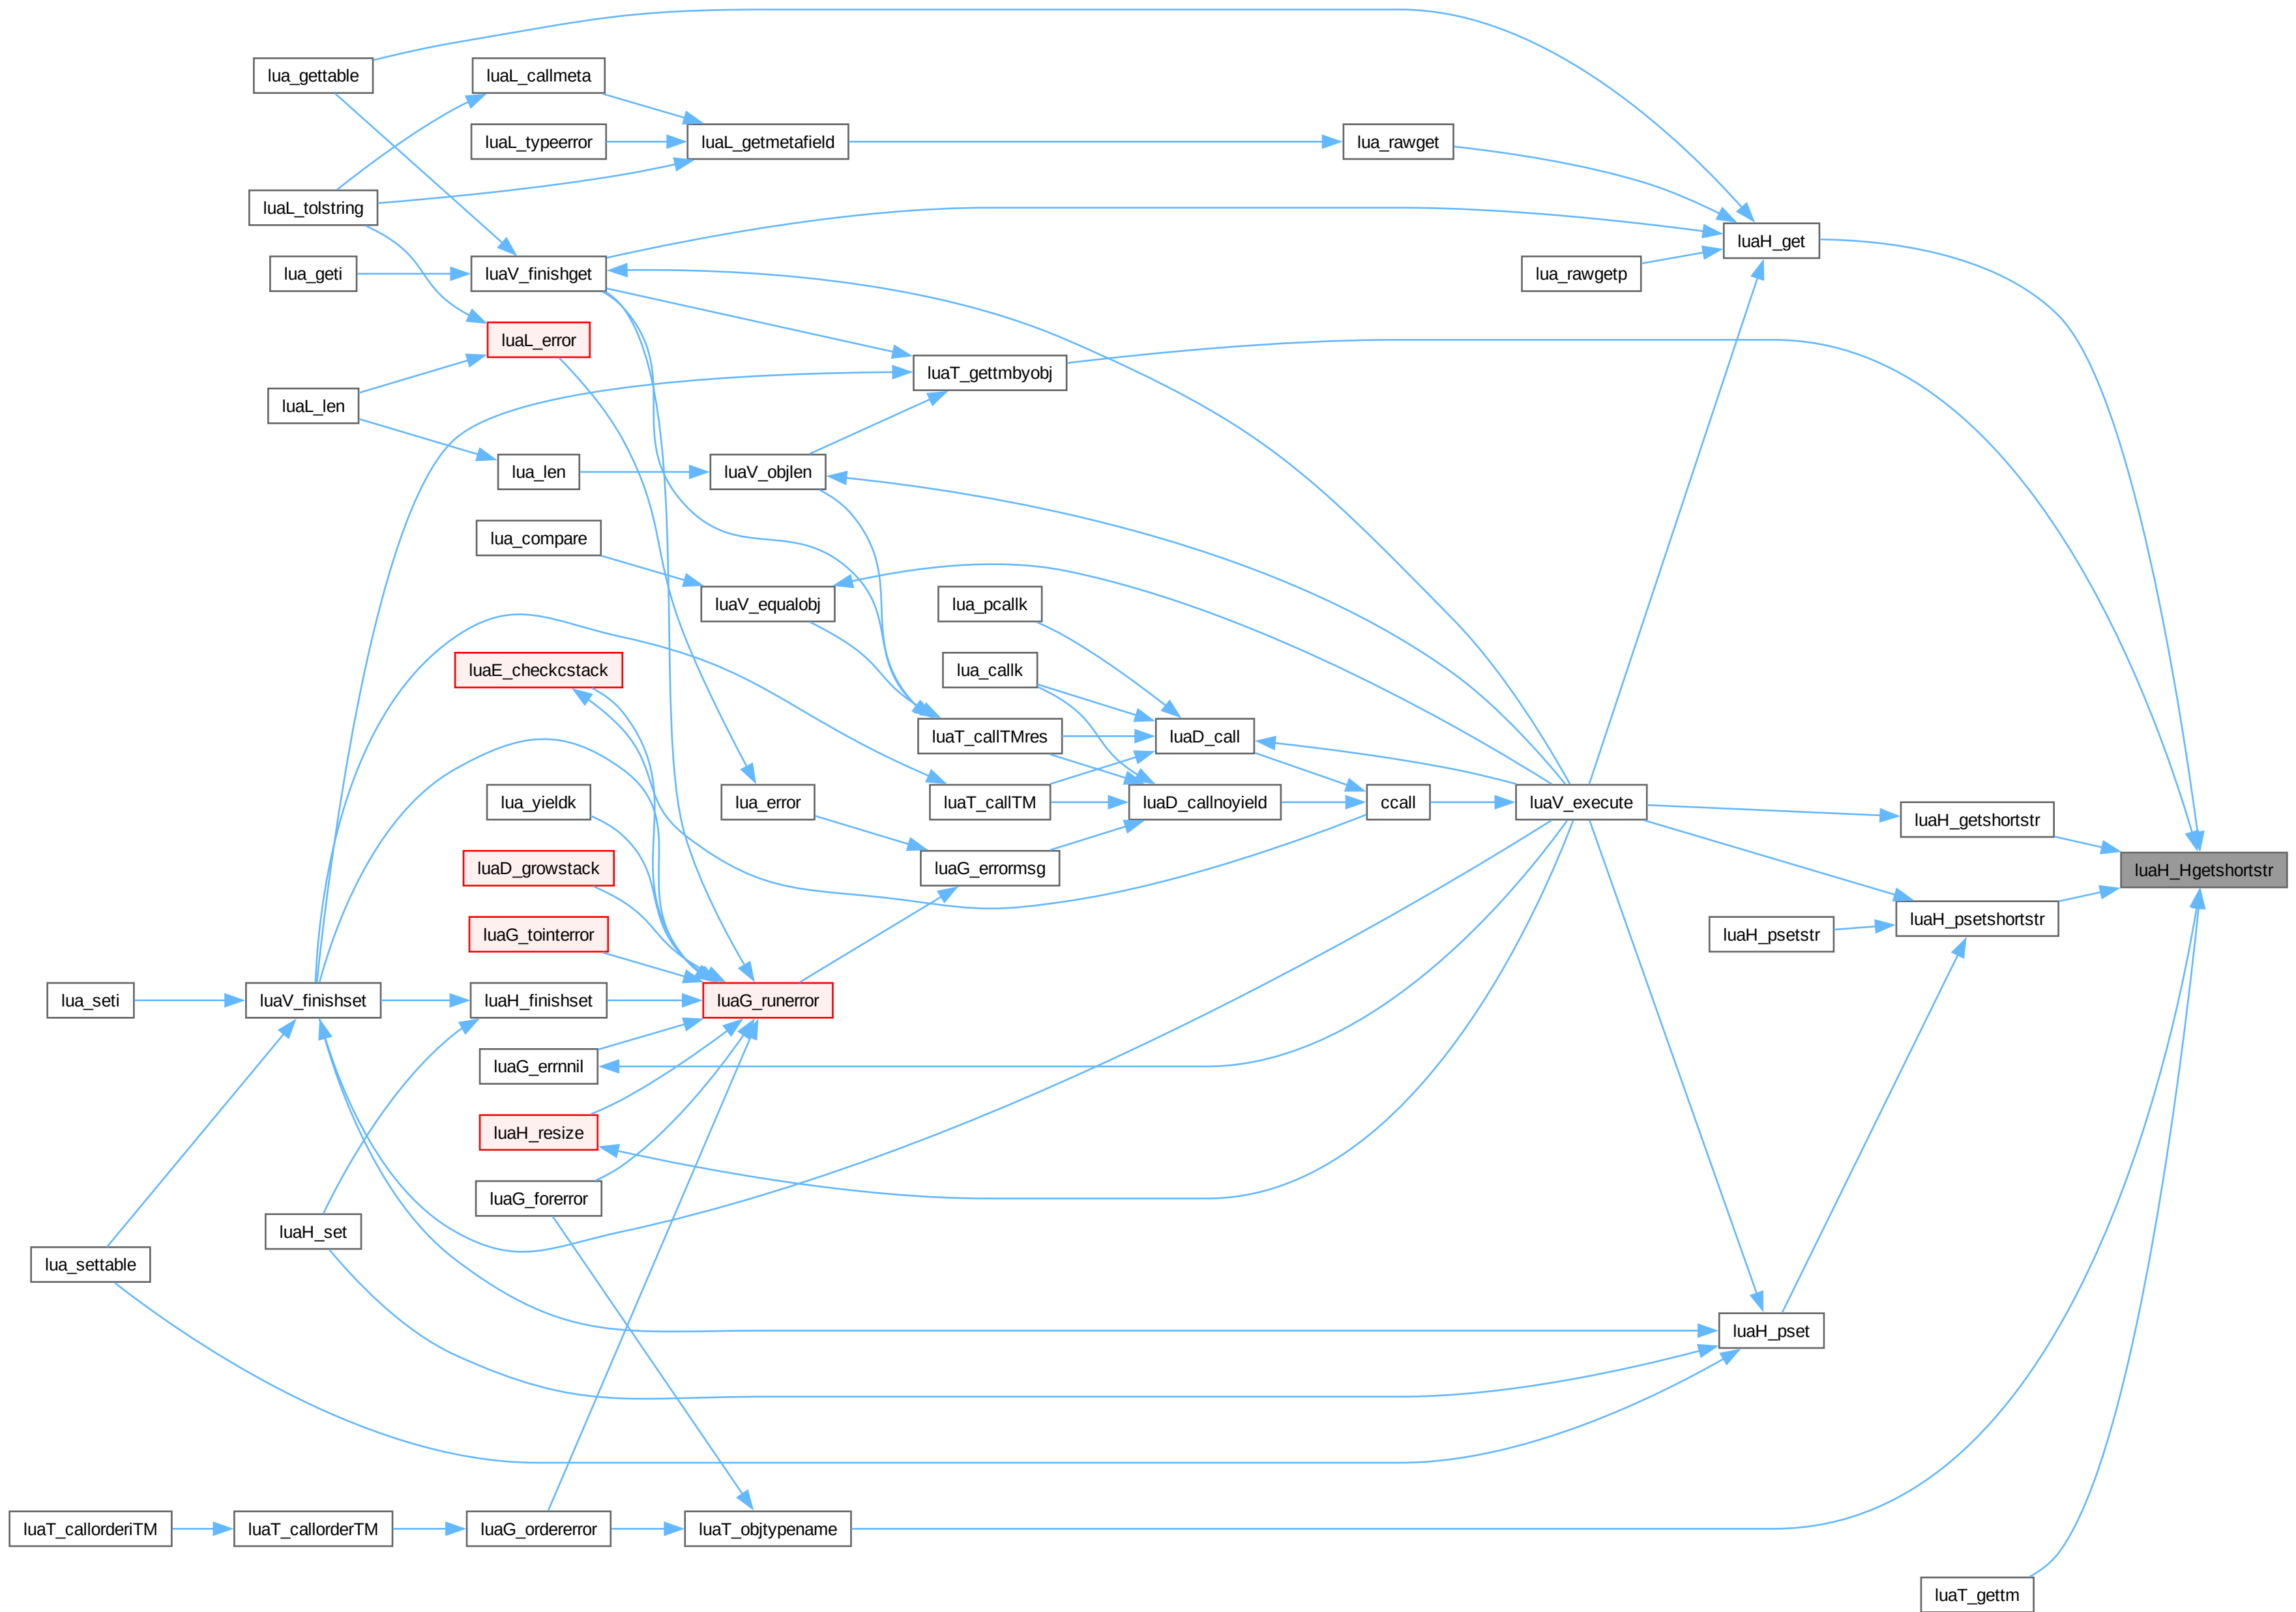 lua_gettable
luaL_callmeta
luaL_typeerror
luaL_getmetafield
lua_rawget
luaL_tolstring
luaH_get
lua_geti
luaV_finishget
lua_rawgetp
luaL_error
luaT_gettmbyobj
luaL_len
lua_len
luaV_objlen
lua_compare
luaV_equalobj
lua_pcallk
luaE_checkcstack
lua_callk
luaT_callTMres
luaD_call
lua_yieldk
lua_error
luaT_callTM
luaD_callnoyield
ccall
luaV_execute
luaH_getshortstr
luaD_growstack
luaG_errormsg
luaH_Hgetshortstr
luaG_tointerror
luaH_psetstr
luaH_psetshortstr
lua_seti
luaV_finishset
luaH_finishset
luaG_runerror
luaG_errnnil
luaH_resize
luaG_forerror
luaH_set
lua_settable
luaH_pset
luaT_callorderiTM
luaT_callorderTM
luaG_ordererror
luaT_objtypename
luaT_gettm